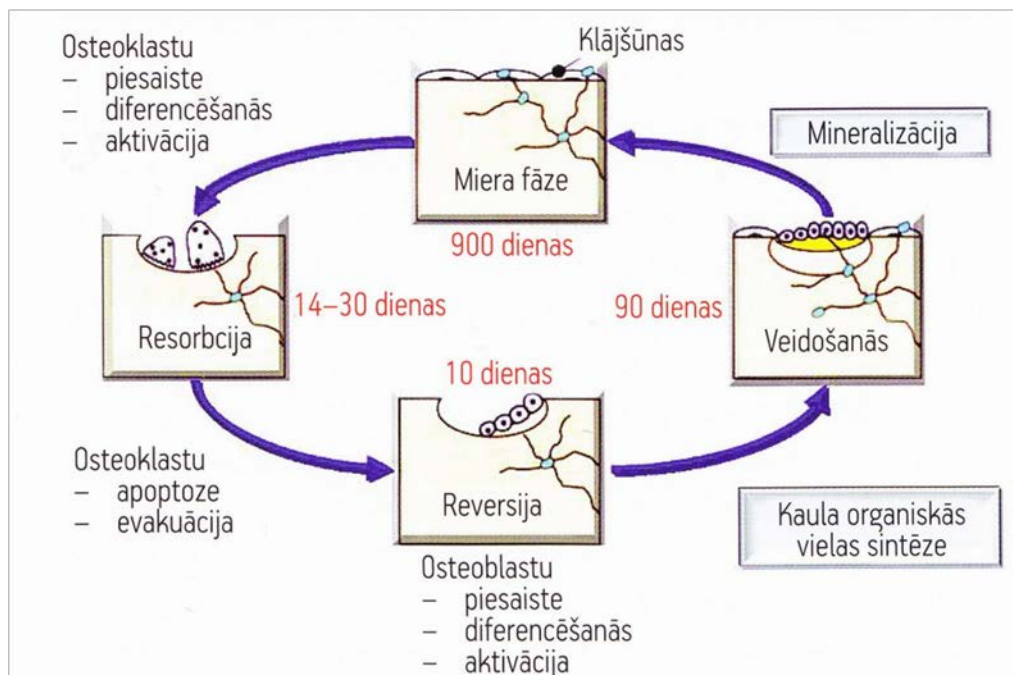 Osteoklastu
– piesaiste
– diferencēšanās
– aktivācija
Klājšūnas
Miera fāze
900 dienas
Mineralizācija
Resorbcija
14–30 dienas
90 dienas
Veidošanās
10 dienas
Reversija
Osteoklastu
– apoptoze
– evakuācija
Kaula organiskās
vielas sintēze
Osteoblastu
– piesaiste
– diferencēšanās
– aktivācija